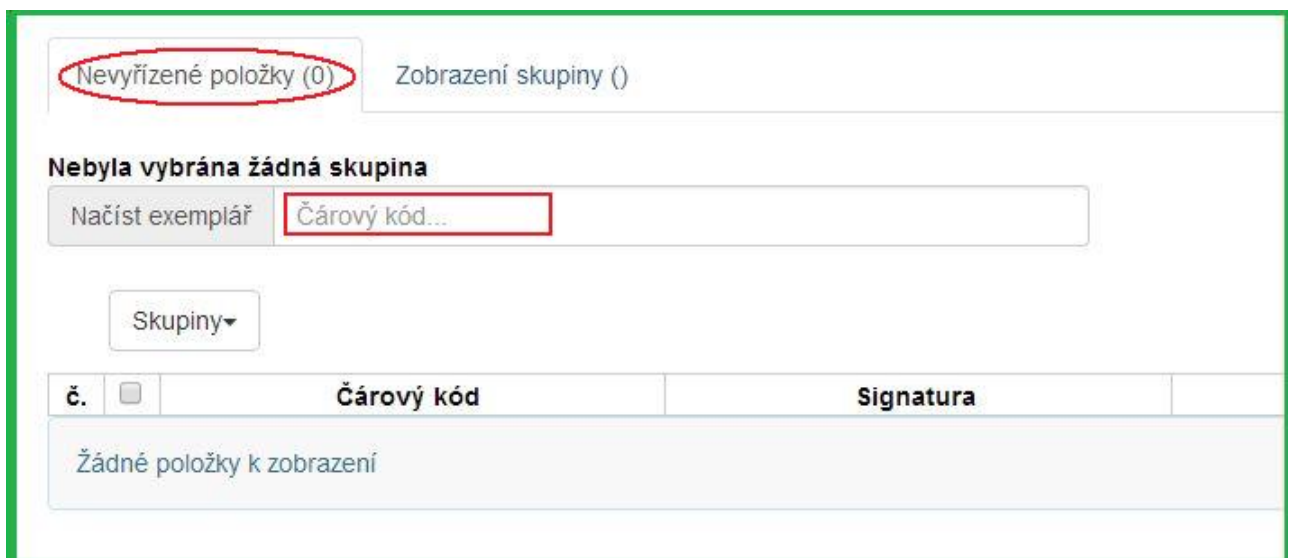 Nevyřízené položky (0) Zobrazení skupiny ()
Nebyla vybrána žádná skupina
Načíst exemplář Čárový kód...
Skupiny
č. Čárový kód Signatura
Žádné položky k zobrazení